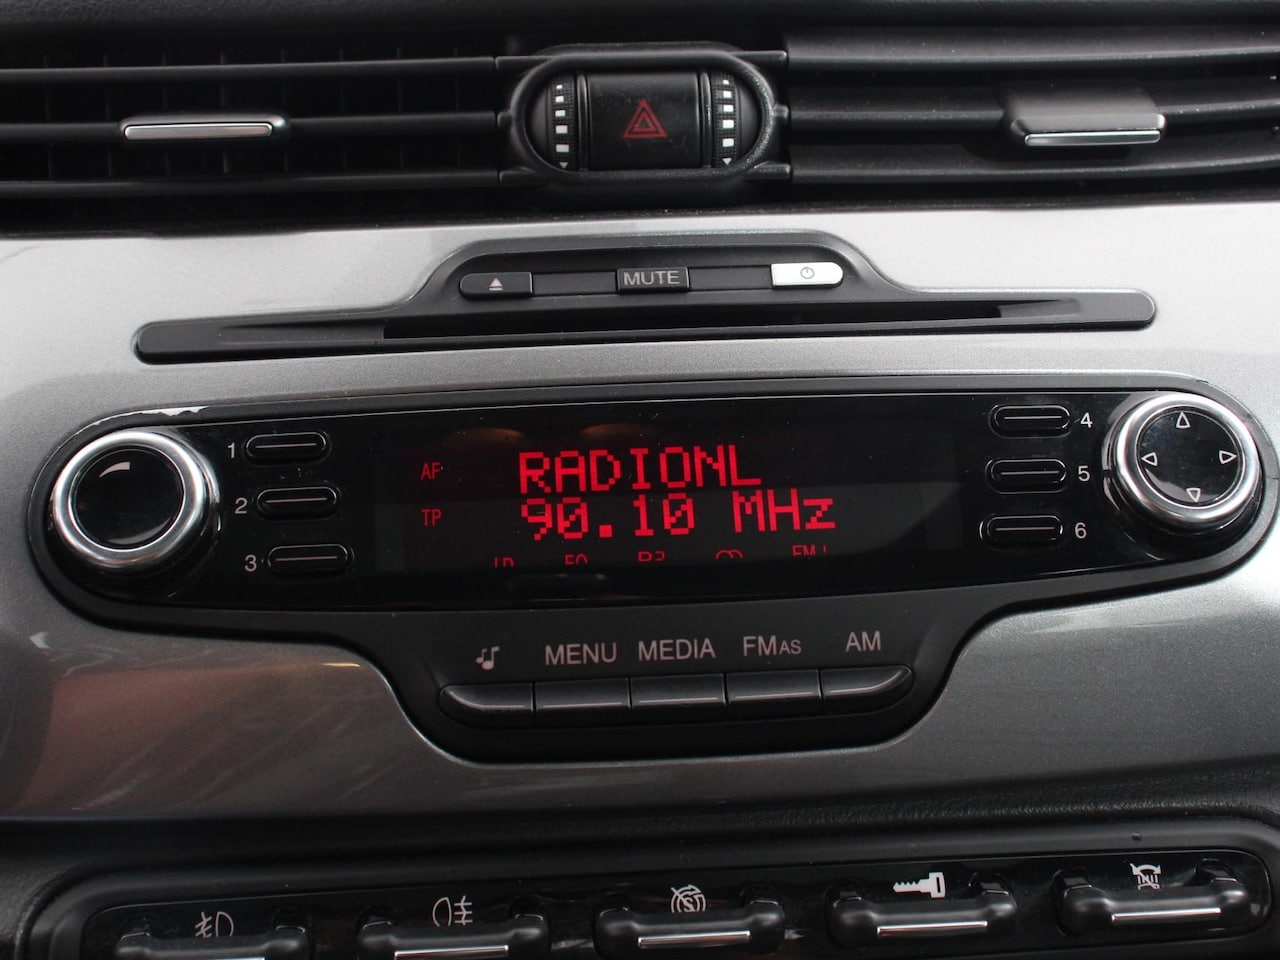 MUTE
1
2
3
AF
TP
RADIONL
90.10 MHz
4
5
6
MENU MEDIA FMAS AM